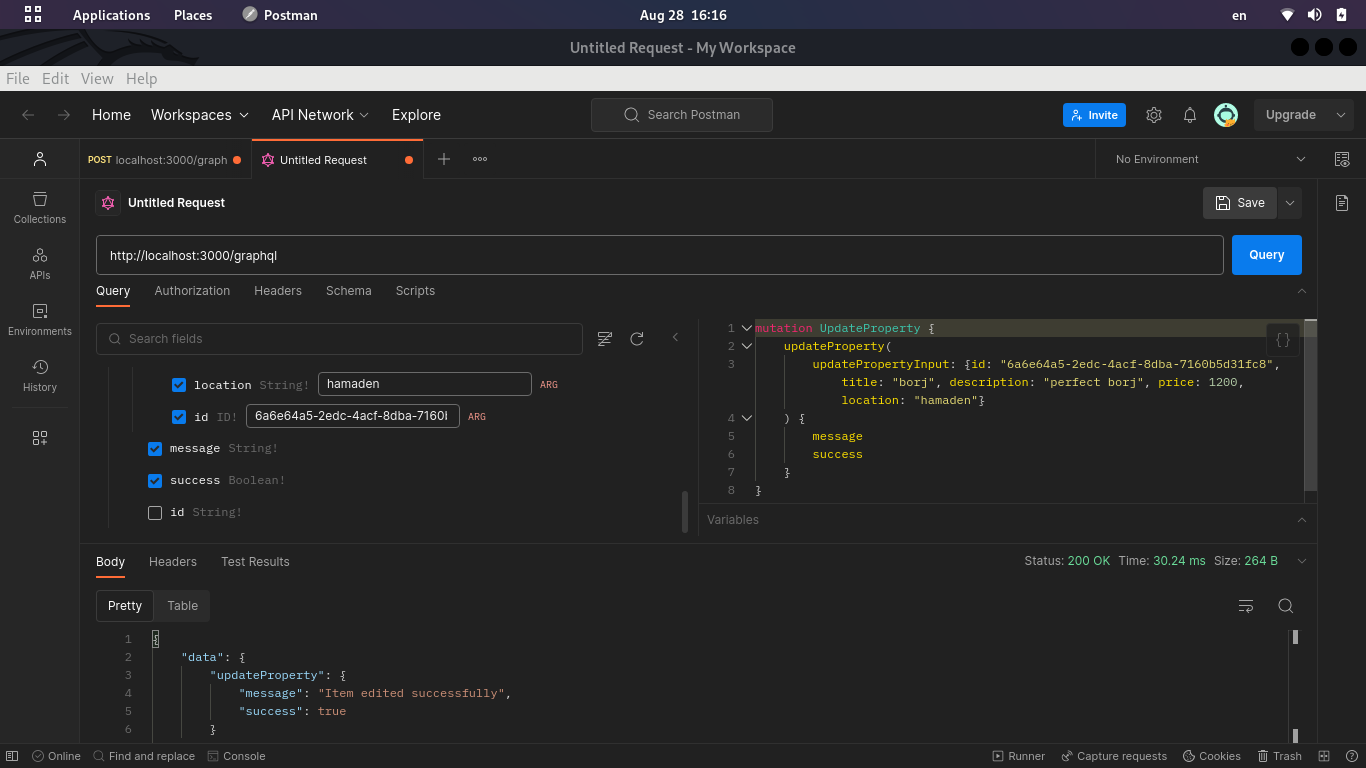 Applications Places Postman Aug 28 16:16 en
Untitled Request - My Workspace
File Edit View Help
Home Workspaces API Network Explore Search Postman Invite Upgrade
POST localhost:3000/graph Untitled Request No Environment
Collections
APIs
Environments
History
Untitled Request Save
http://localhost:3000/graphql Query
Query Authorization Headers Schema Scripts
Search fields
location String! hamaden ARG
id ID! 6a6e64a5-2edc-4acf-8dba-7160 ARG
message String!
success Boolean!
id String!
1 mutation UpdateProperty {
2 updateProperty(
3 updatePropertyInput: {id: "6a6e64a5-2edc-4acf-8dba-7160b5d31fc8",
title: "borj", description: "perfect borj", price: 1200,
location: "hamaden"}
4 ) {
5 message
6 success
7 }
8 }
{}
Variables
Body Headers Test Results Status: 200 OK Time: 30.24 ms Size: 264 B
Pretty Table
1 {
2 "data": {
3 "updateProperty": {
4 "message": "Item edited successfully",
5 "success": true
6 }
Online Find and replace Console Runner Capture requests Cookies Trash